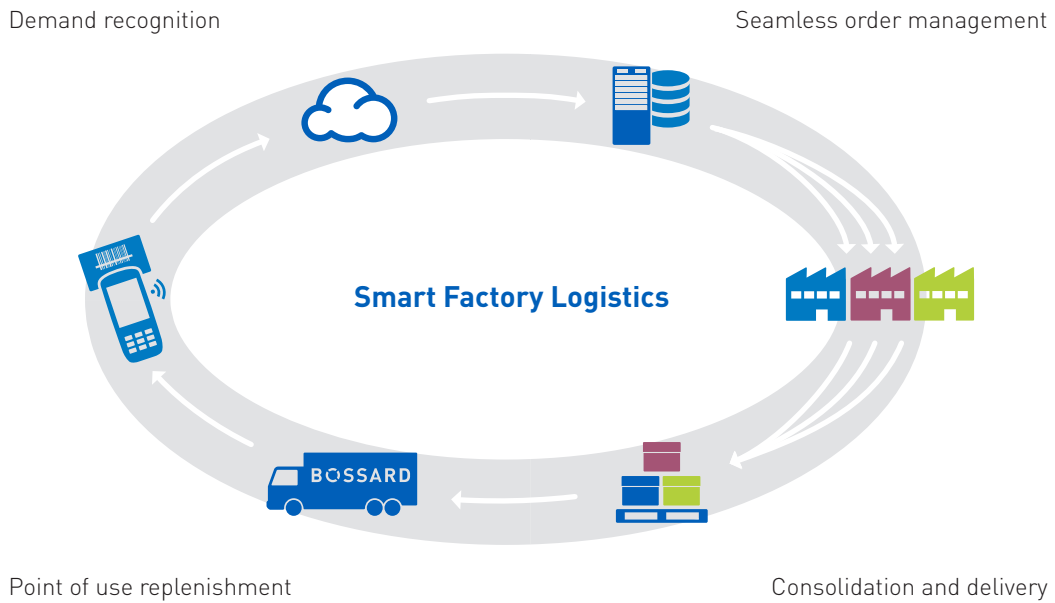 Demand recognition
Seamless order management
Smart Factory Logistics
BOSSARD
Point of use replenishment
Consolidation and delivery